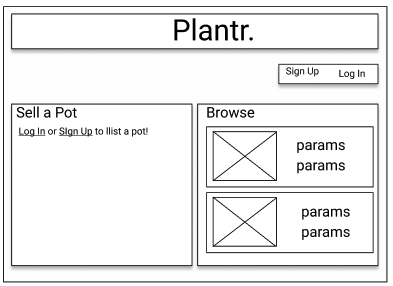 Plantr.
Sign Up
Log In
Sell a Pot
Log In or SIgn Up to llist a pot!
Browse
params
params
params
params